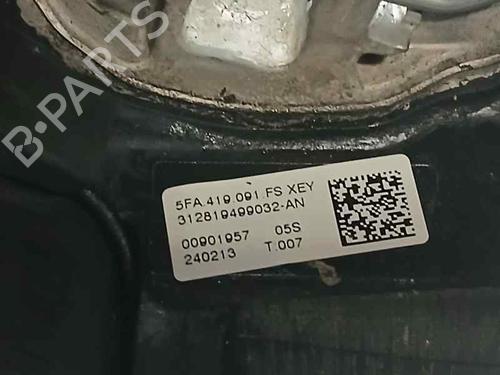 B-PARTS
5FA.419.091.FS XEY
312819499032-AN
00901957 05S
240213 T.007